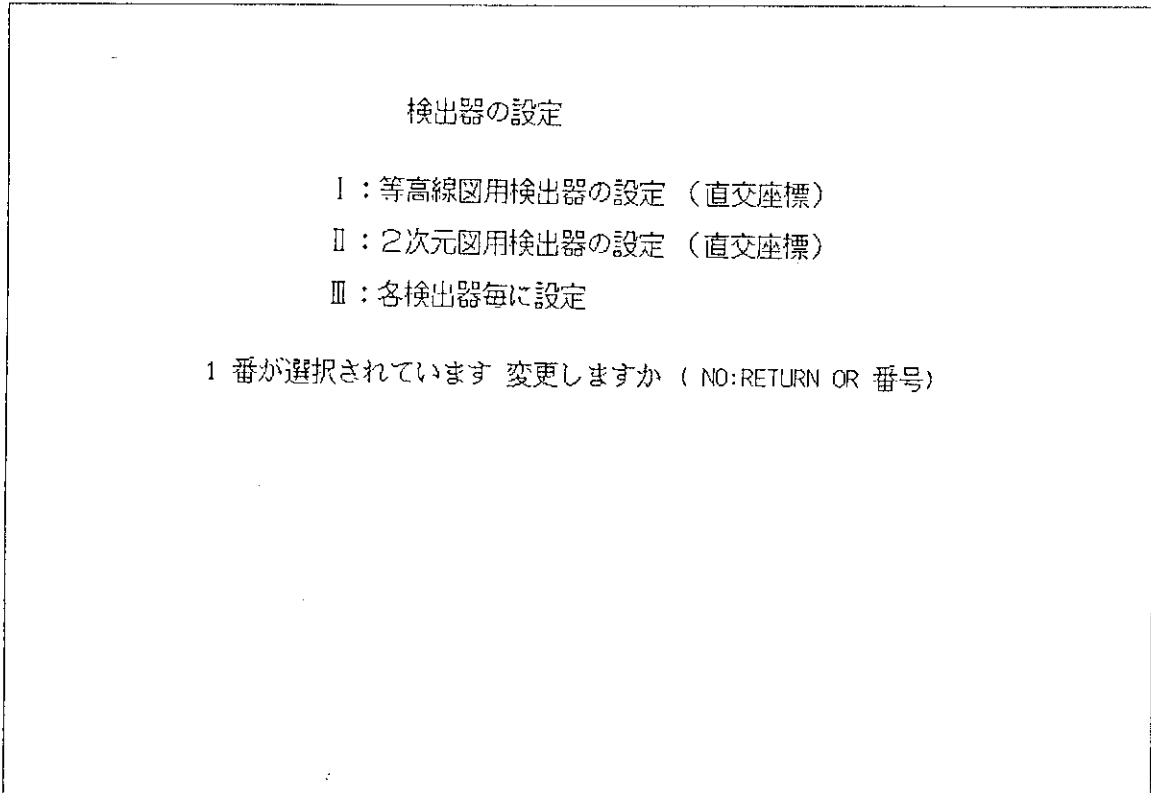 検出器の設定
Ⅰ：等高線図用検出器の設定 （直交座標）
Ⅱ：２次元図用検出器の設定 （直交座標）
Ⅲ：各検出器毎に設定
1 番が選択されています 変更しますか ( NO:RETURN OR 番号)